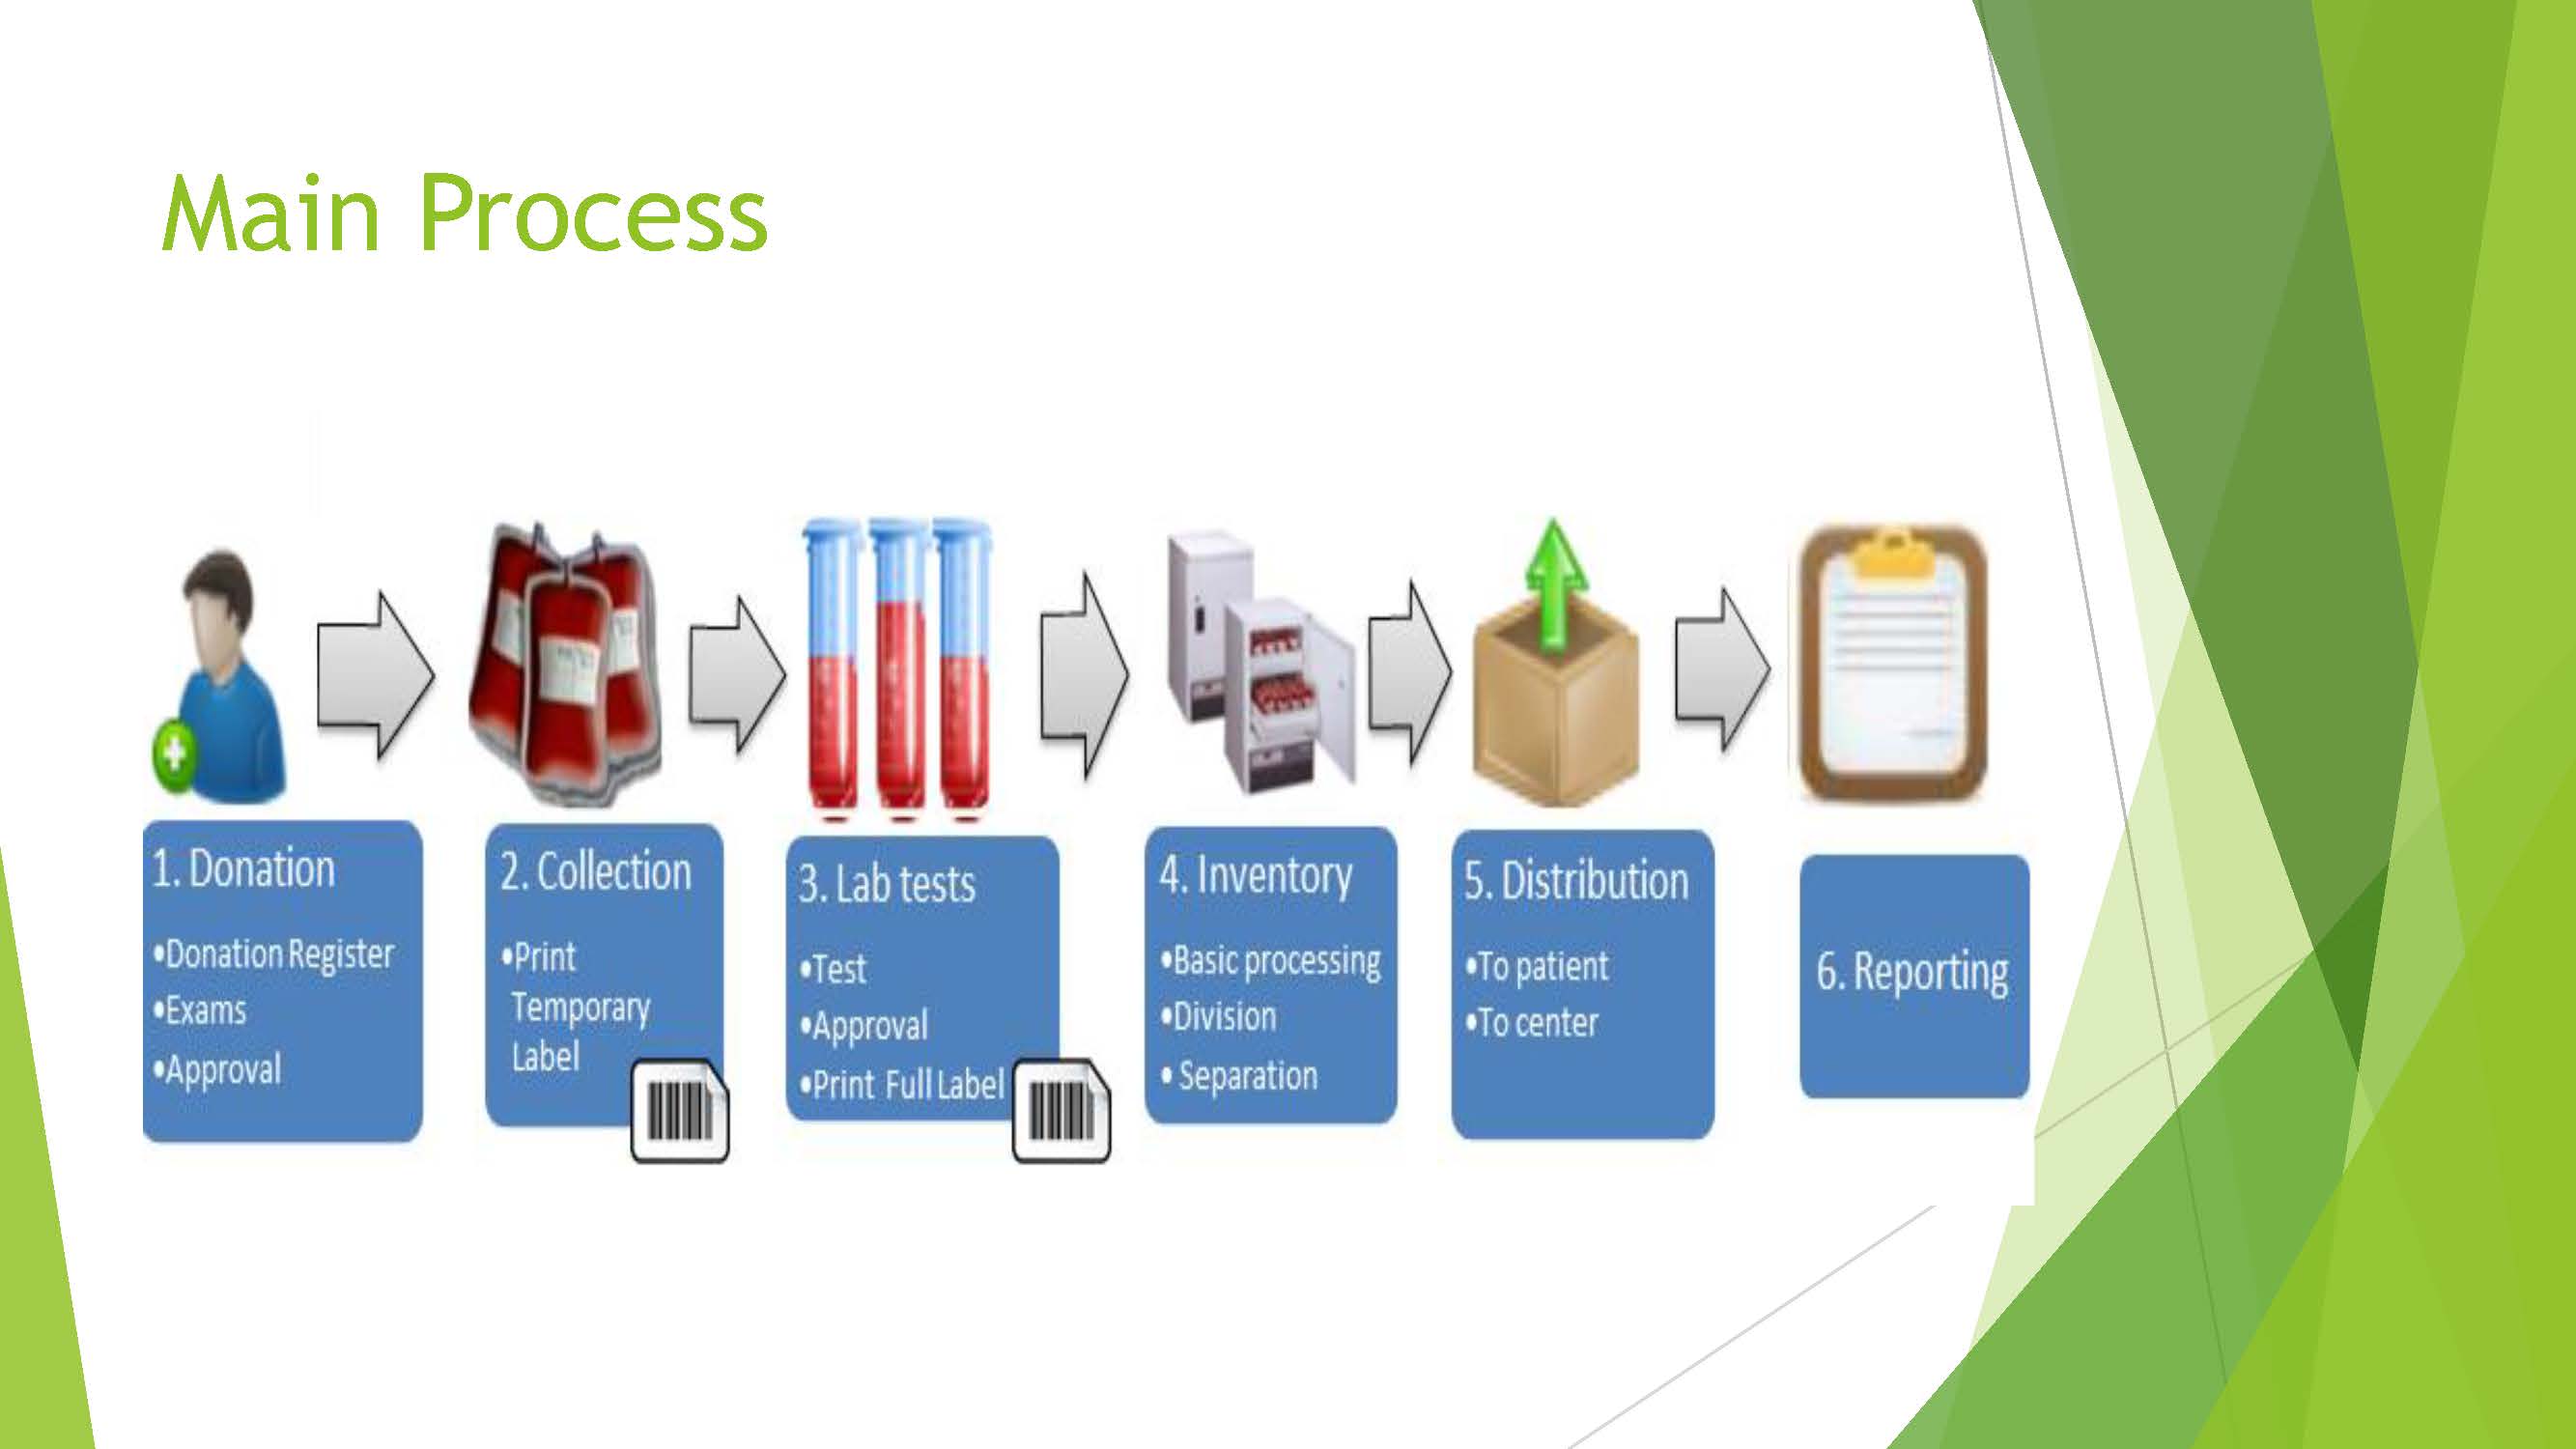 Main Process
1. Donation
•Donation Register
•Exams
•Approval
2. Collection
•Print
Temporary
Label
3. Lab tests
•Test
•Approval
•Print Full Label
4. Inventory
•Basic processing
•Division
• Separation
5. Distribution
•To patient
•To center
6. Reporting